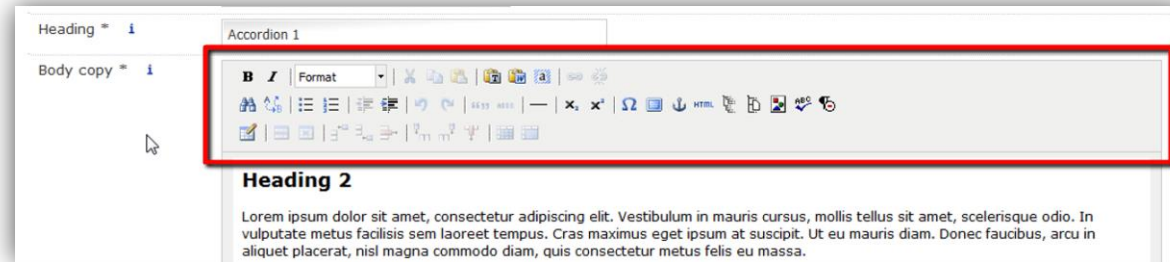 Heading * i
Accordion 1
Body copy * i
B I Format
HTML ABC
Heading 2
Lorem ipsum dolor sit amet, consectetur adipiscing elit. Vestibulum in mauris cursus, mollis tellus sit amet, scelerisque odio. In
vulputate metus facilisis sem laoreet tempus. Cras maximus eget ipsum at suscipit. Ut eu mauris diam. Donec faucibus, arcu in
aliquet placerat, nisl magna commodo diam, quis consectetur metus felis eu massa.